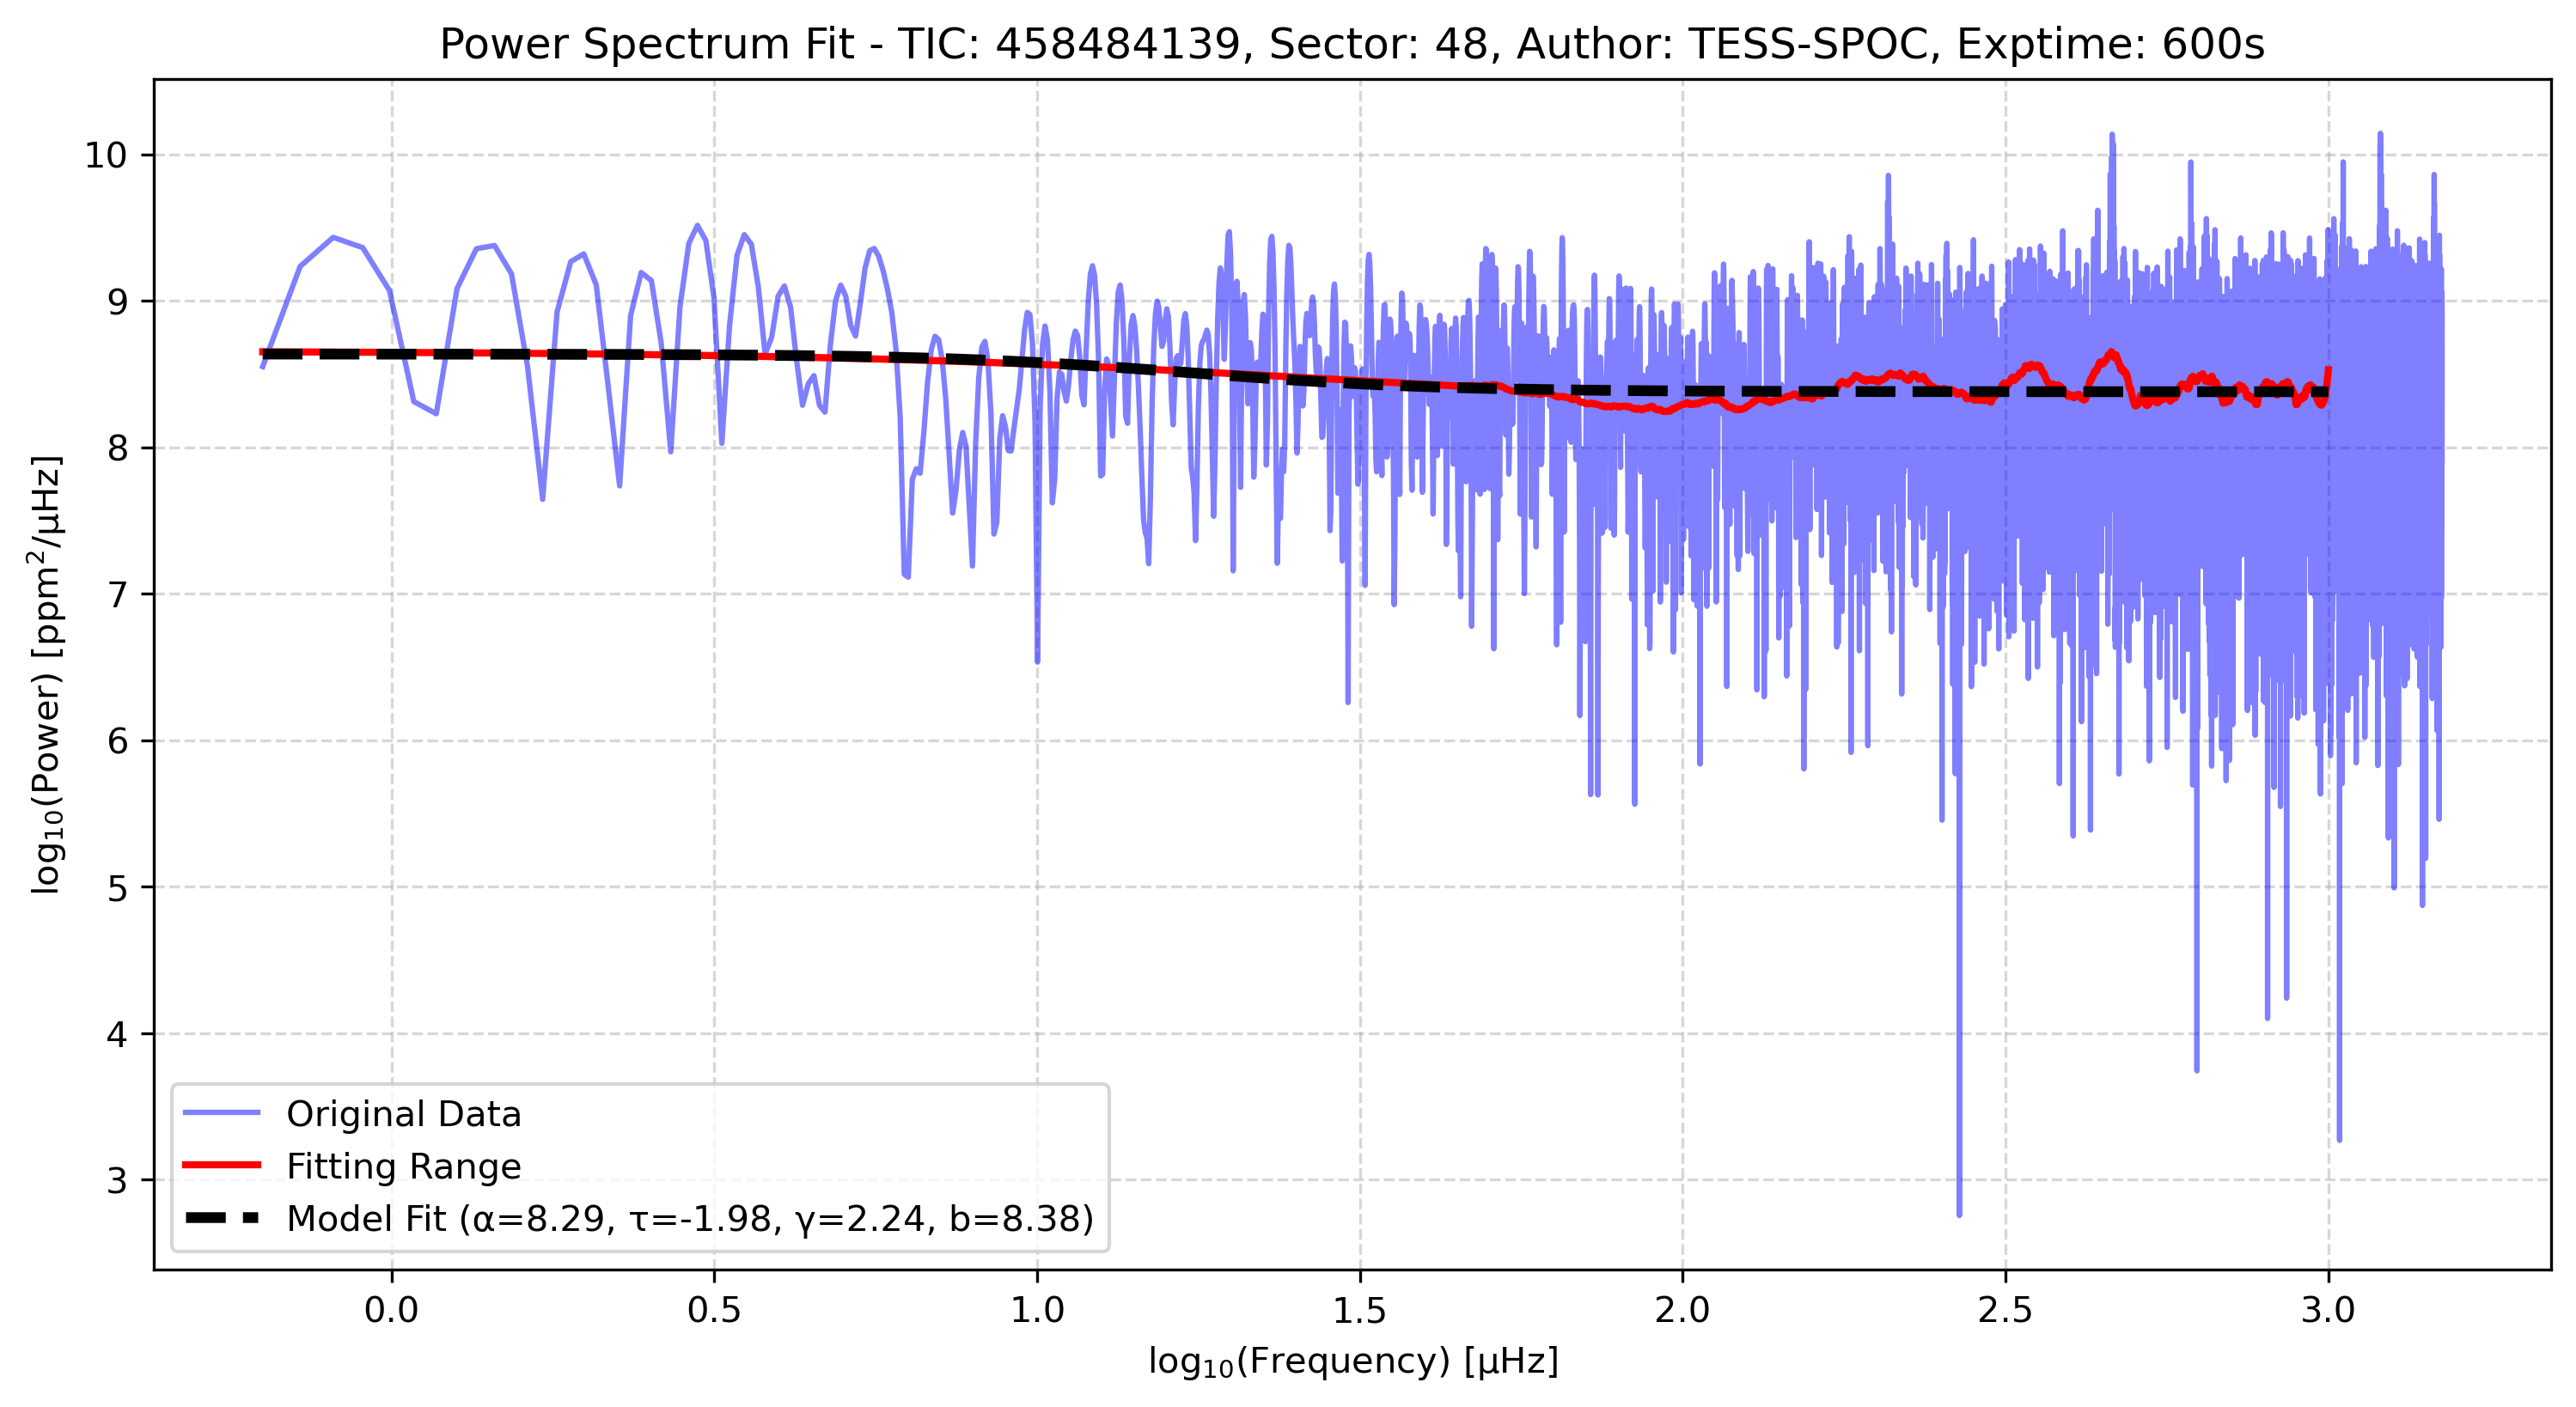 Power Spectrum Fit - TIC: 458484139, Sector: 48, Author: TESS-SPOC, Exptime: 600s
log₁₀(Power) [ppm²/µHz]
10
9
8
7
6
5
4
3
Original Data
Fitting Range
Model Fit (α=8.29, τ=-1.98, γ=2.24, b=8.38)
0.0 0.5 1.0 1.5 2.0 2.5 3.0
log₁₀(Frequency) [µHz]